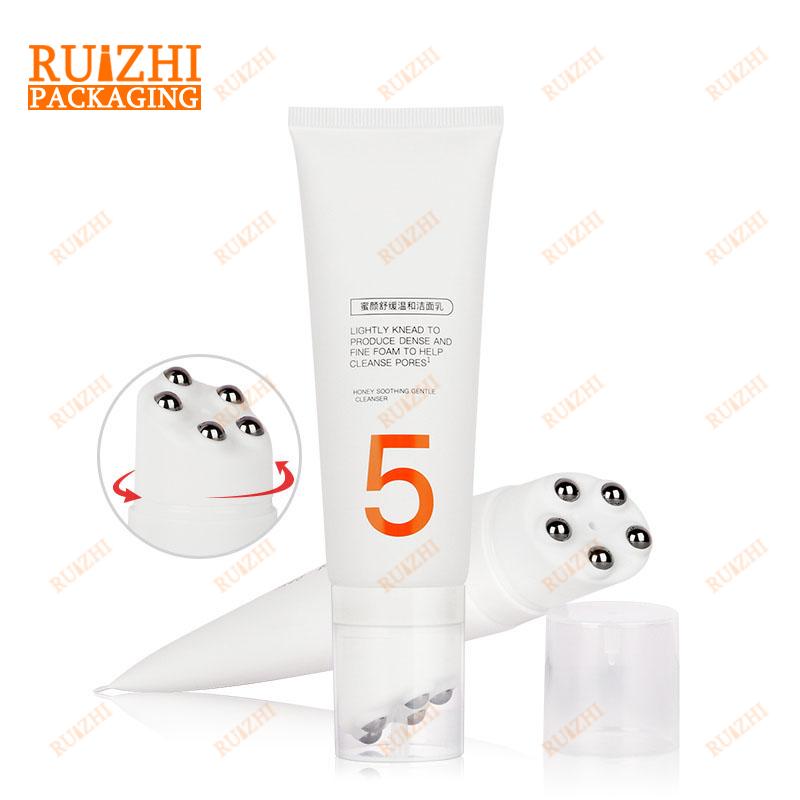 RUIZHI
PACKAGING
蜜颜舒缓温和洁面乳
LIGHTLY KNEAD TO
PRODUCE DENSE AND
FINE FOAM TO HELP
CLEANSE PORES1
HONEY SOOTHING GENTLE
CLEANSER
5
RUIZHI